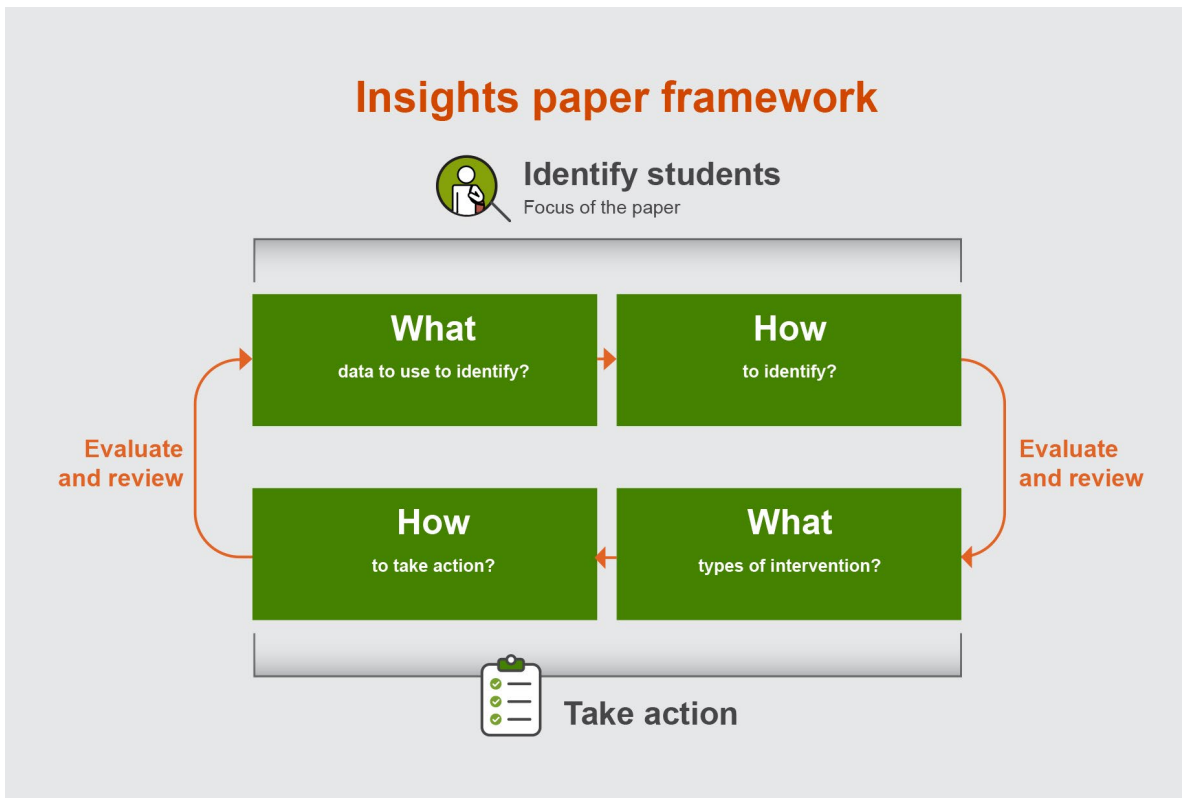 Insights paper framework
Identify students
Focus of the paper
What
data to use to identify?
How
to identify?
Evaluate
and review
Evaluate
and review
How
to take action?
What
types of intervention?
Take action